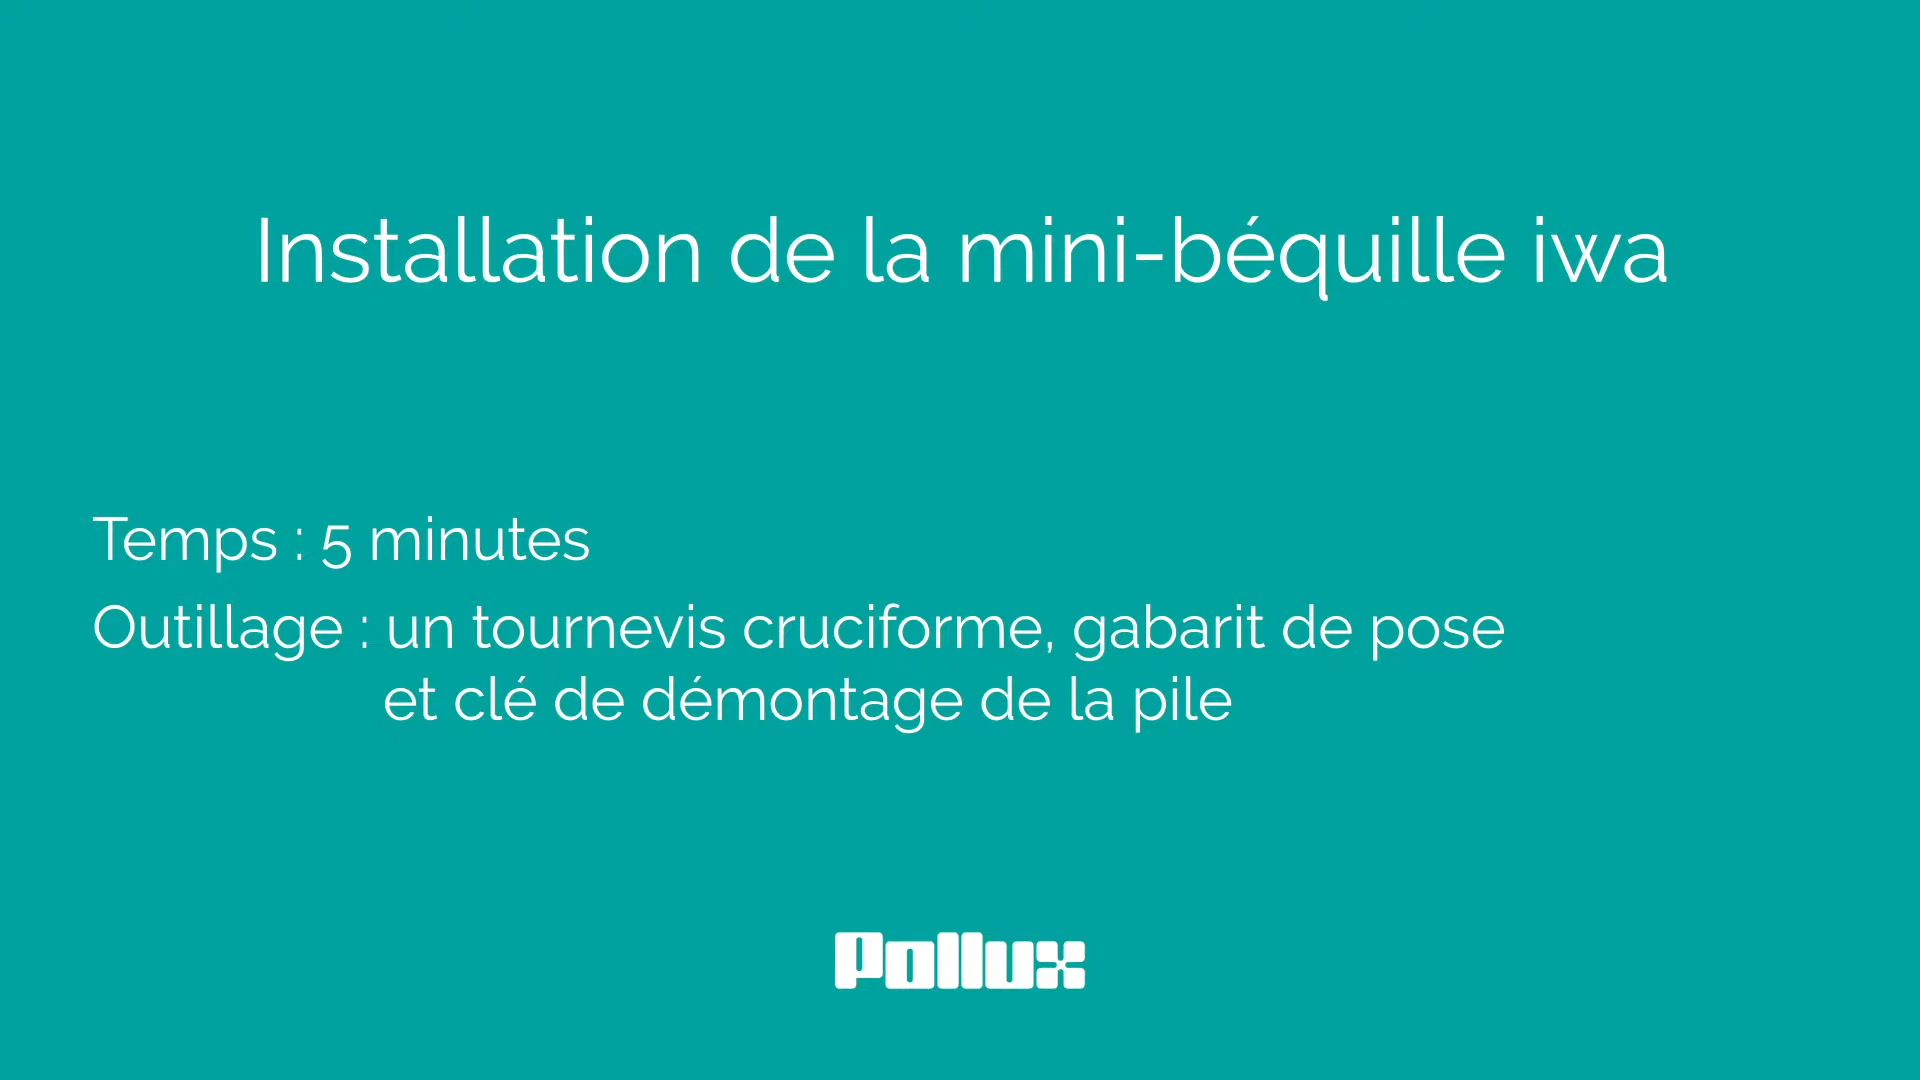 Installation de la mini-béquille iwa
Temps : 5 minutes
Outillage : un tournevis cruciforme, gabarit de pose
et clé de démontage de la pile
Pollux